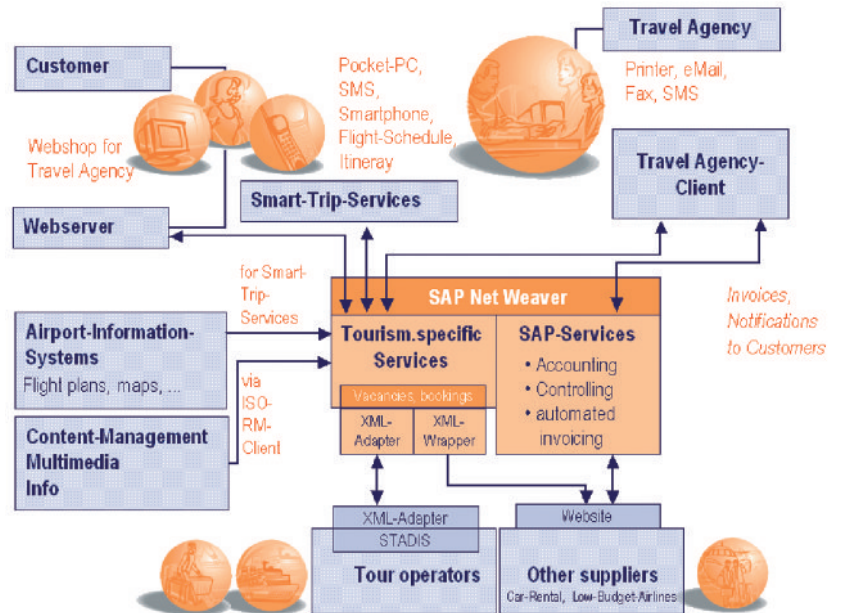 Travel Agency
Customer
Pocket-PC,
SMS,
Smartphone,
Flight-Schedule,
Itineray
Printer, eMail,
Fax, SMS
Webshop for
Travel Agency
Travel Agency-
Client
Smart-Trip-Services
Webserver
for Smart-
Trip-
Services
SAP Net Weaver
Invoices,
Notifications
to Customers
Airport-Information-
Systems
Flight plans, maps, ...
Tourism.specific
Services
SAP-Services
• Accounting
• Controlling
• automated
invoicing
via
ISO-
RM-
Client
Vacancies, bookings
XML-
Adapter
XML-
Wrapper
Content-Management
Multimedia
Info
XML-Adapter
STADIS
Tour operators
Website
Other suppliers
Car-Rental, Low-Budget-Airlines